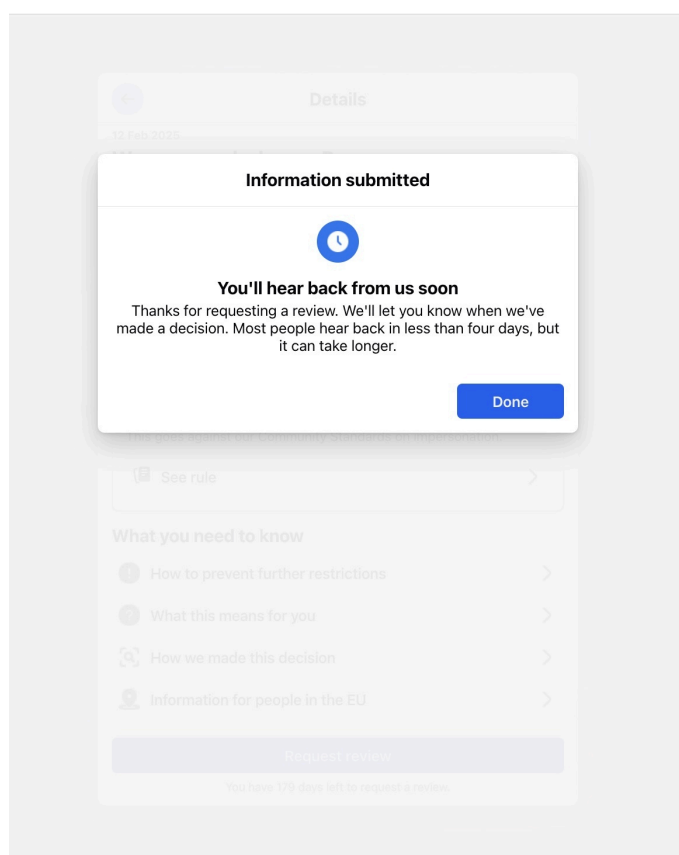 Details
12 Feb 2025
Information submitted
You'll hear back from us soon
Thanks for requesting a review. We'll let you know when we've
made a decision. Most people hear back in less than four days, but
it can take longer.
Done
This goes against our Community Standards on impersonation.
See rule
What you need to know
How to prevent further restrictions
What this means for you
How we made this decision
Information for people in the EU
Request review
You have 179 days left to request a review.